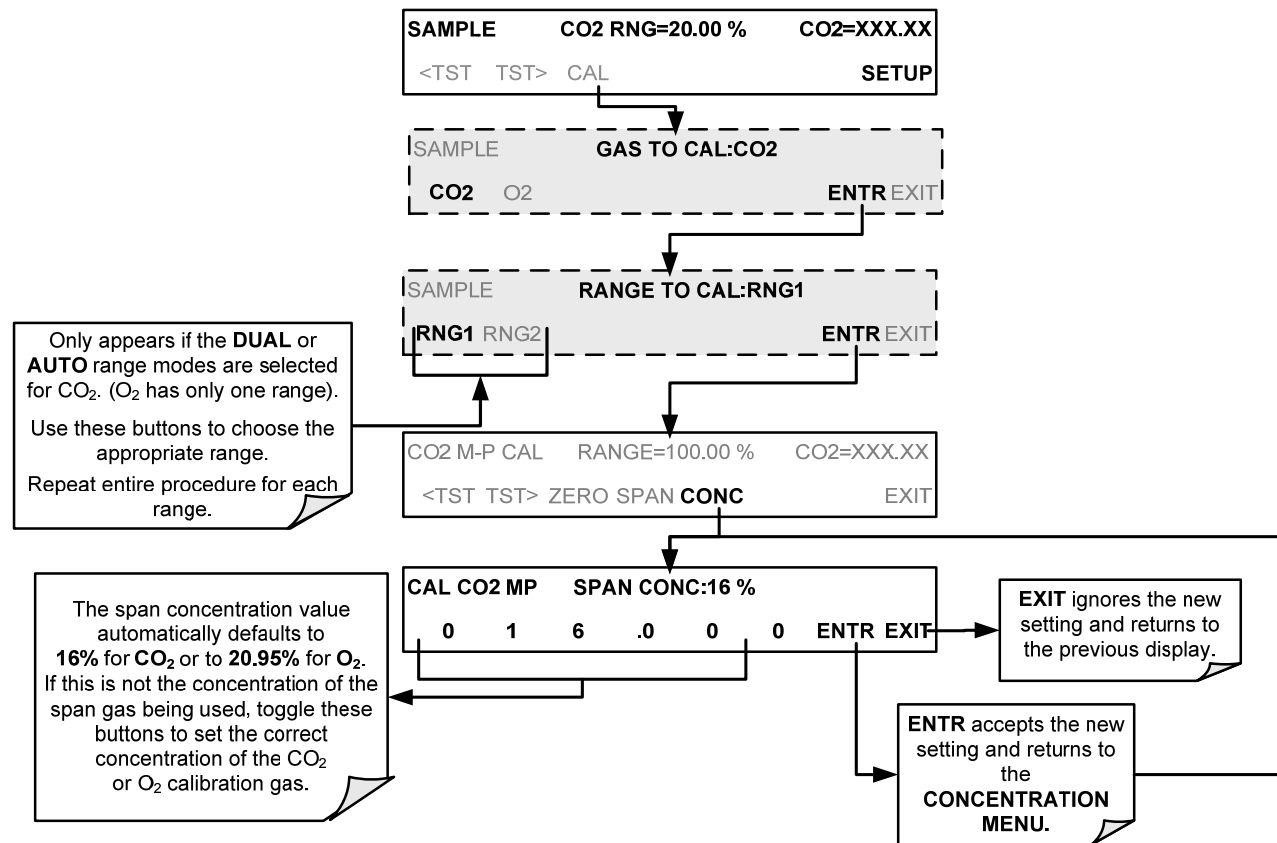 SAMPLE CO2 RNG=20.00 % CO2=XXX.XX
<TST TST> CAL SETUP
SAMPLE GAS TO CAL:CO2
CO2 O2 ENTR EXIT
SAMPLE RANGE TO CAL:RNG1
RNG1 RNG2 ENTR EXIT
Only appears if the DUAL or
AUTO range modes are selected
for CO₂. (O₂ has only one range).
Use these buttons to choose the
appropriate range.
Repeat entire procedure for each
range.
CO2 M-P CAL RANGE=100.00 % CO2=XXX.XX
<TST TST> ZERO SPAN CONC EXIT
CAL CO2 MP SPAN CONC:16 %
0 1 6 .0 0 0 ENTR EXIT
The span concentration value
automatically defaults to
16% for CO₂ or to 20.95% for O₂.
If this is not the concentration of the
span gas being used, toggle these
buttons to set the correct
concentration of the CO₂
or O₂ calibration gas.
EXIT ignores the new
setting and returns to
the previous display.
ENTR accepts the new
setting and returns to
the
CONCENTRATION
MENU.